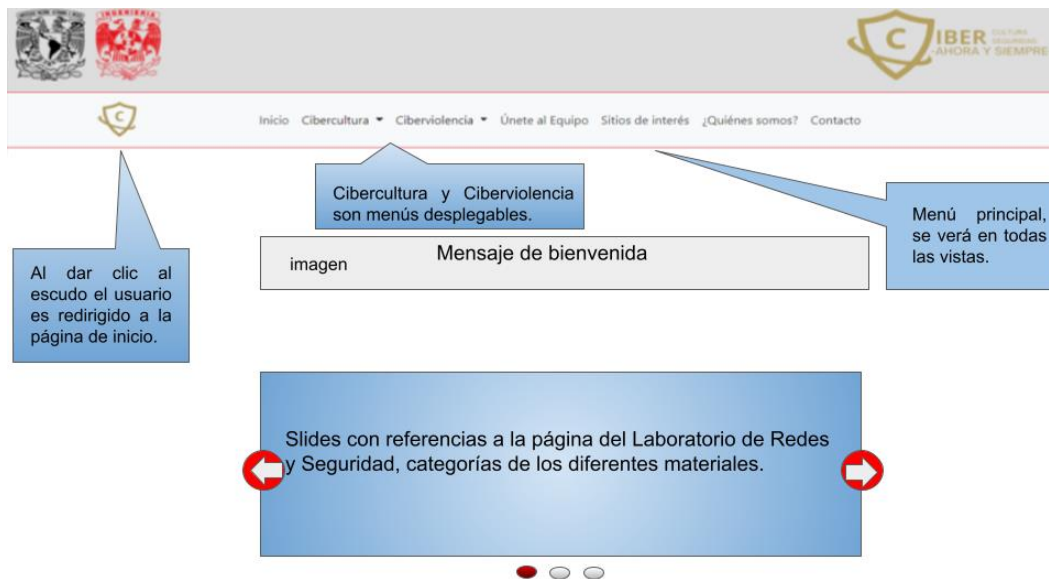 INGENIERIA
C IBER CULTURA
SEGURIDAD
AHORA Y SIEMPRE
C
Inicio Cibercultura Ciberviolencia Únete al Equipo Sitios de interés ¿Quiénes somos? Contacto
Cibercultura y Ciberviolencia
son menús desplegables.
Menú principal,
se verá en todas
las vistas.
Mensaje de bienvenida
imagen
Al dar clic al
escudo el usuario
es redirigido a la
página de inicio.
Slides con referencias a la página del Laboratorio de Redes
y Seguridad, categorías de los diferentes materiales.